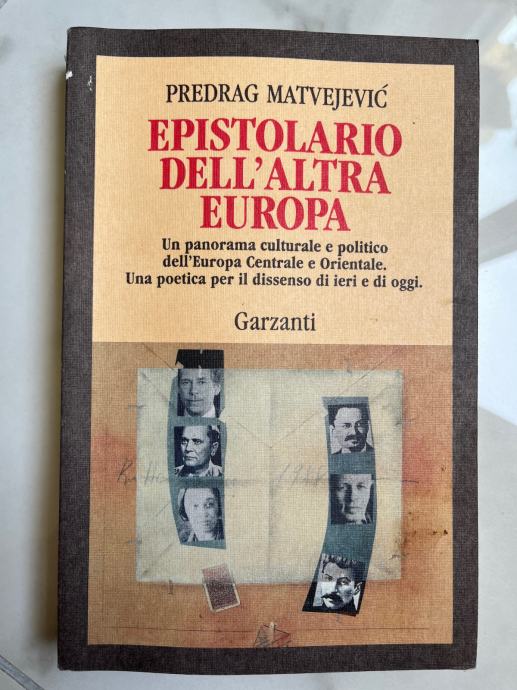 PREDRAG MATVEJEVIĆ
EPISTOLARIO
DELL'ALTRA
EUROPA
Un panorama culturale e politico
dell'Europa Centrale e Orientale.
Una poetica per il dissenso di ieri e di oggi.
Garzanti